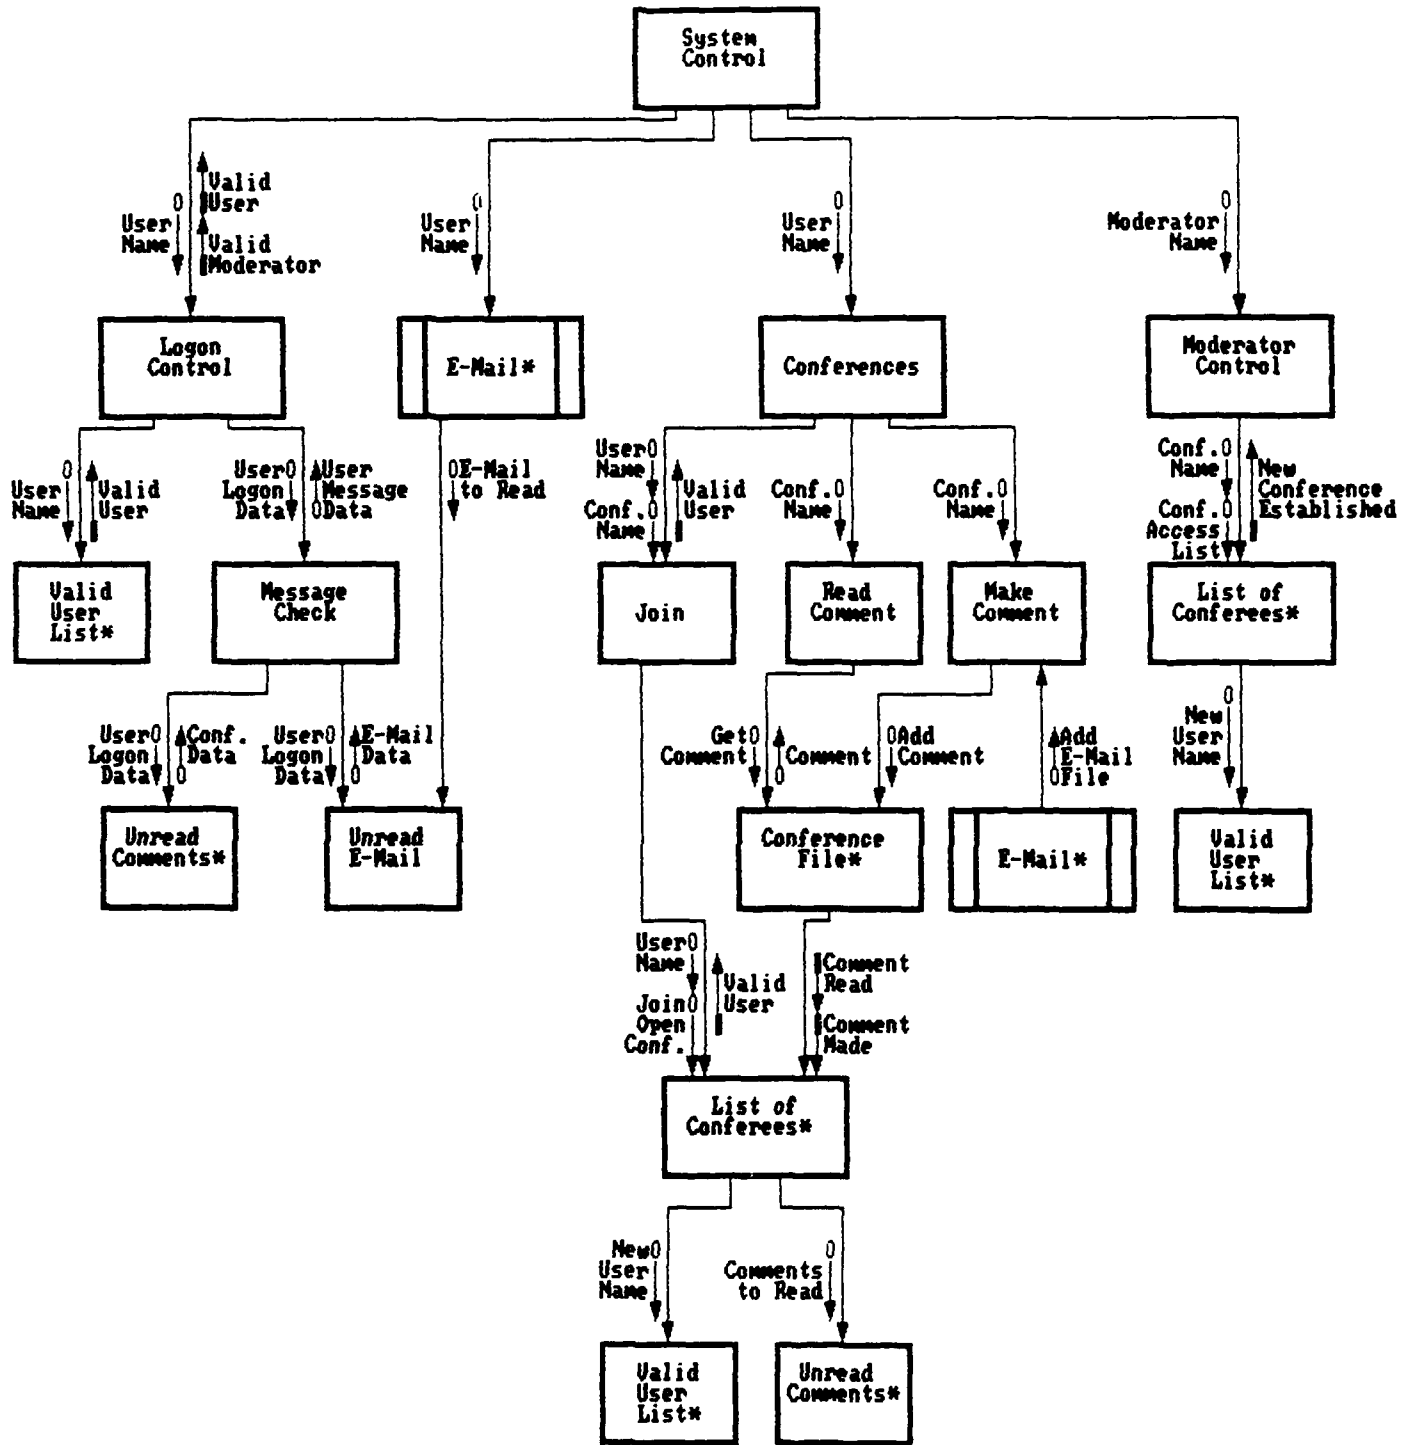 System
Control
Valid
User
User
Name
Valid
Moderator
User
Name
User
Name
Moderator
Name
Logon
Control
E-Mail*
Conferences
Moderator
Control
User
Name
Valid
User
User
Logon
Data
User
Message
Data
E-Mail
to Read
User
Name
Conf.
Name
Valid
User
Conf.
Name
Conf.
Name
Conf.
Name
Conf.
Access
List
New
Conference
Established
Valid
User
List*
Message
Check
Join
Read
Comment
Make
Comment
List of
Conferees*
User
Logon
Data
Conf.
Data
User
Logon
Data
E-Mail
Data
Get
Comment
Comment
Add
Comment
Add
E-Mail
File
New
User
Name
Unread
Comments*
Unread
E-Mail
Conference
File*
E-Mail*
Valid
User
List*
User
Name
Join
Open
Conf.
Valid
User
Comment
Read
Comment
Made
List of
Conferees*
New
User
Name
Comments
to Read
Valid
User
List*
Unread
Comments*